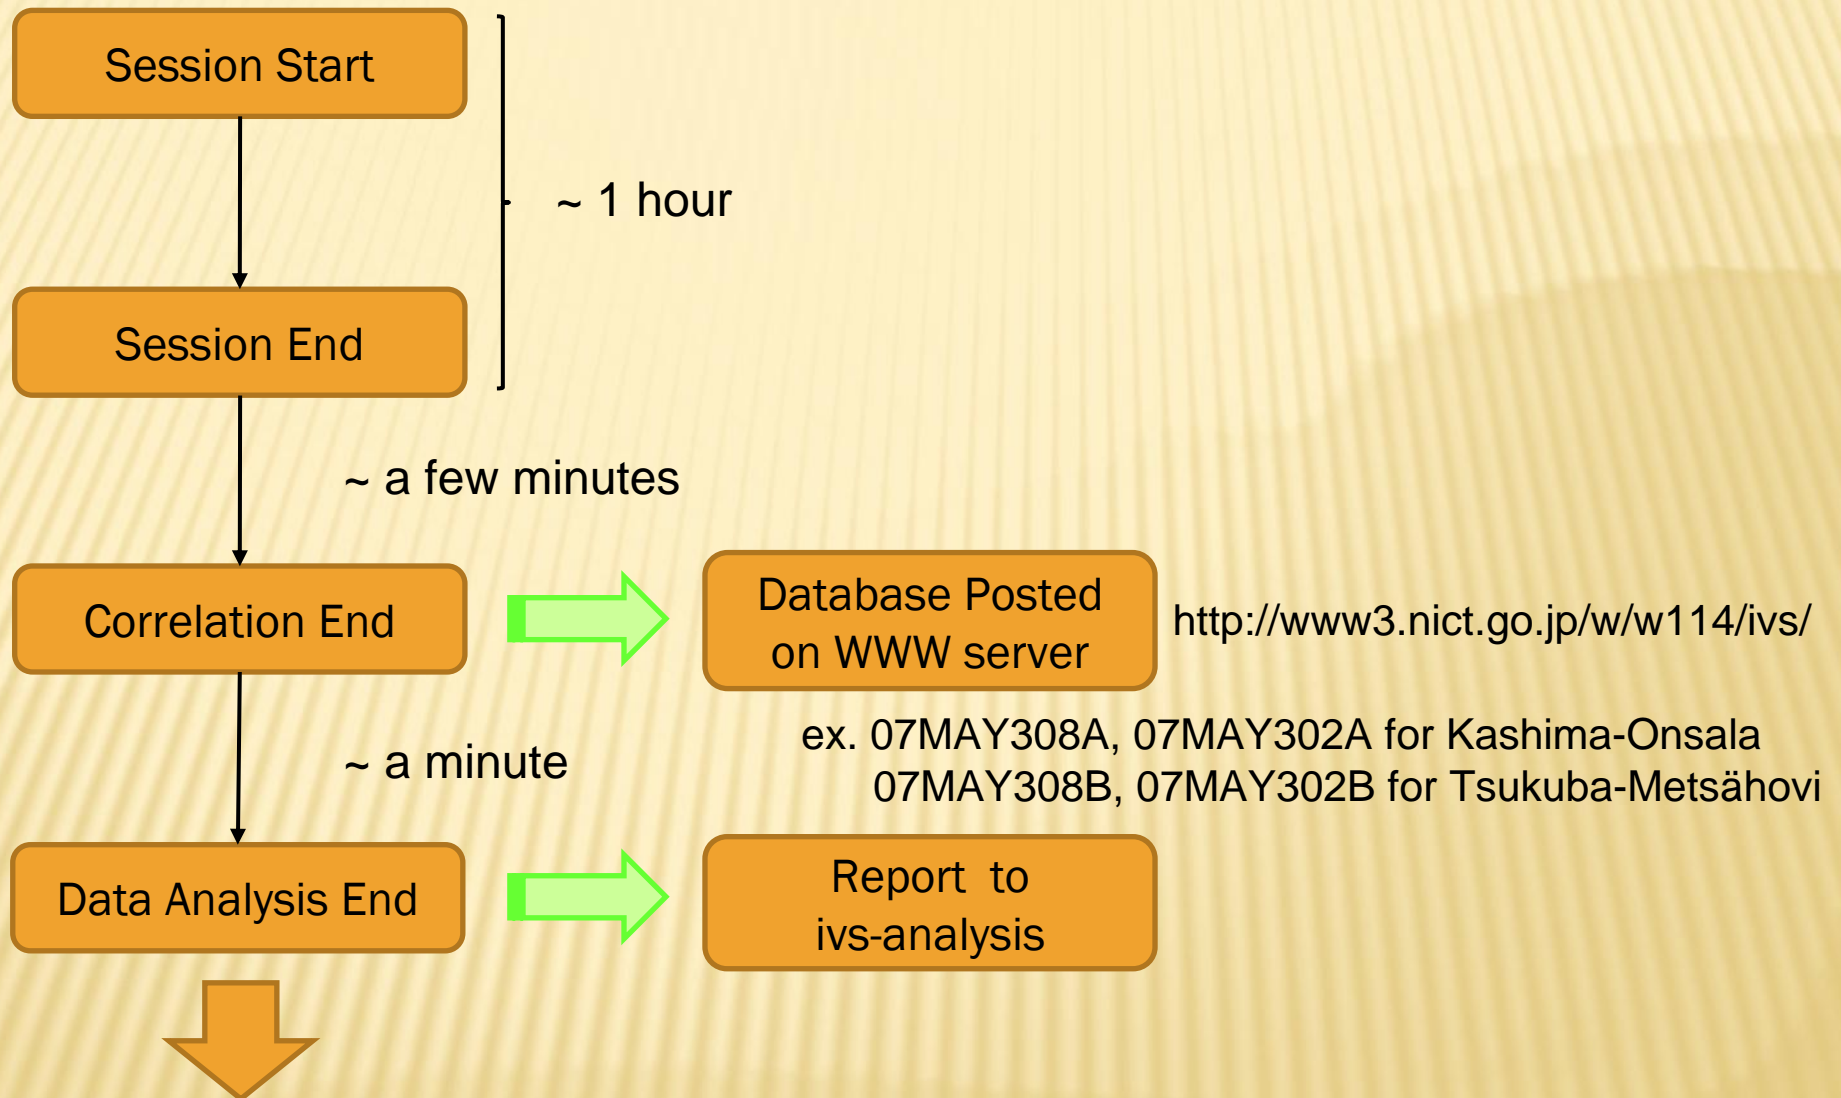 Session Start
~ 1 hour
Session End
~ a few minutes
Correlation End
Database Posted
on WWW server
http://www3.nict.go.jp/w/w114/ivs/
ex. 07MAY308A, 07MAY302A for Kashima-Onsala
07MAY308B, 07MAY302B for Tsukuba-Metsähovi
~ a minute
Data Analysis End
Report to
ivs-analysis